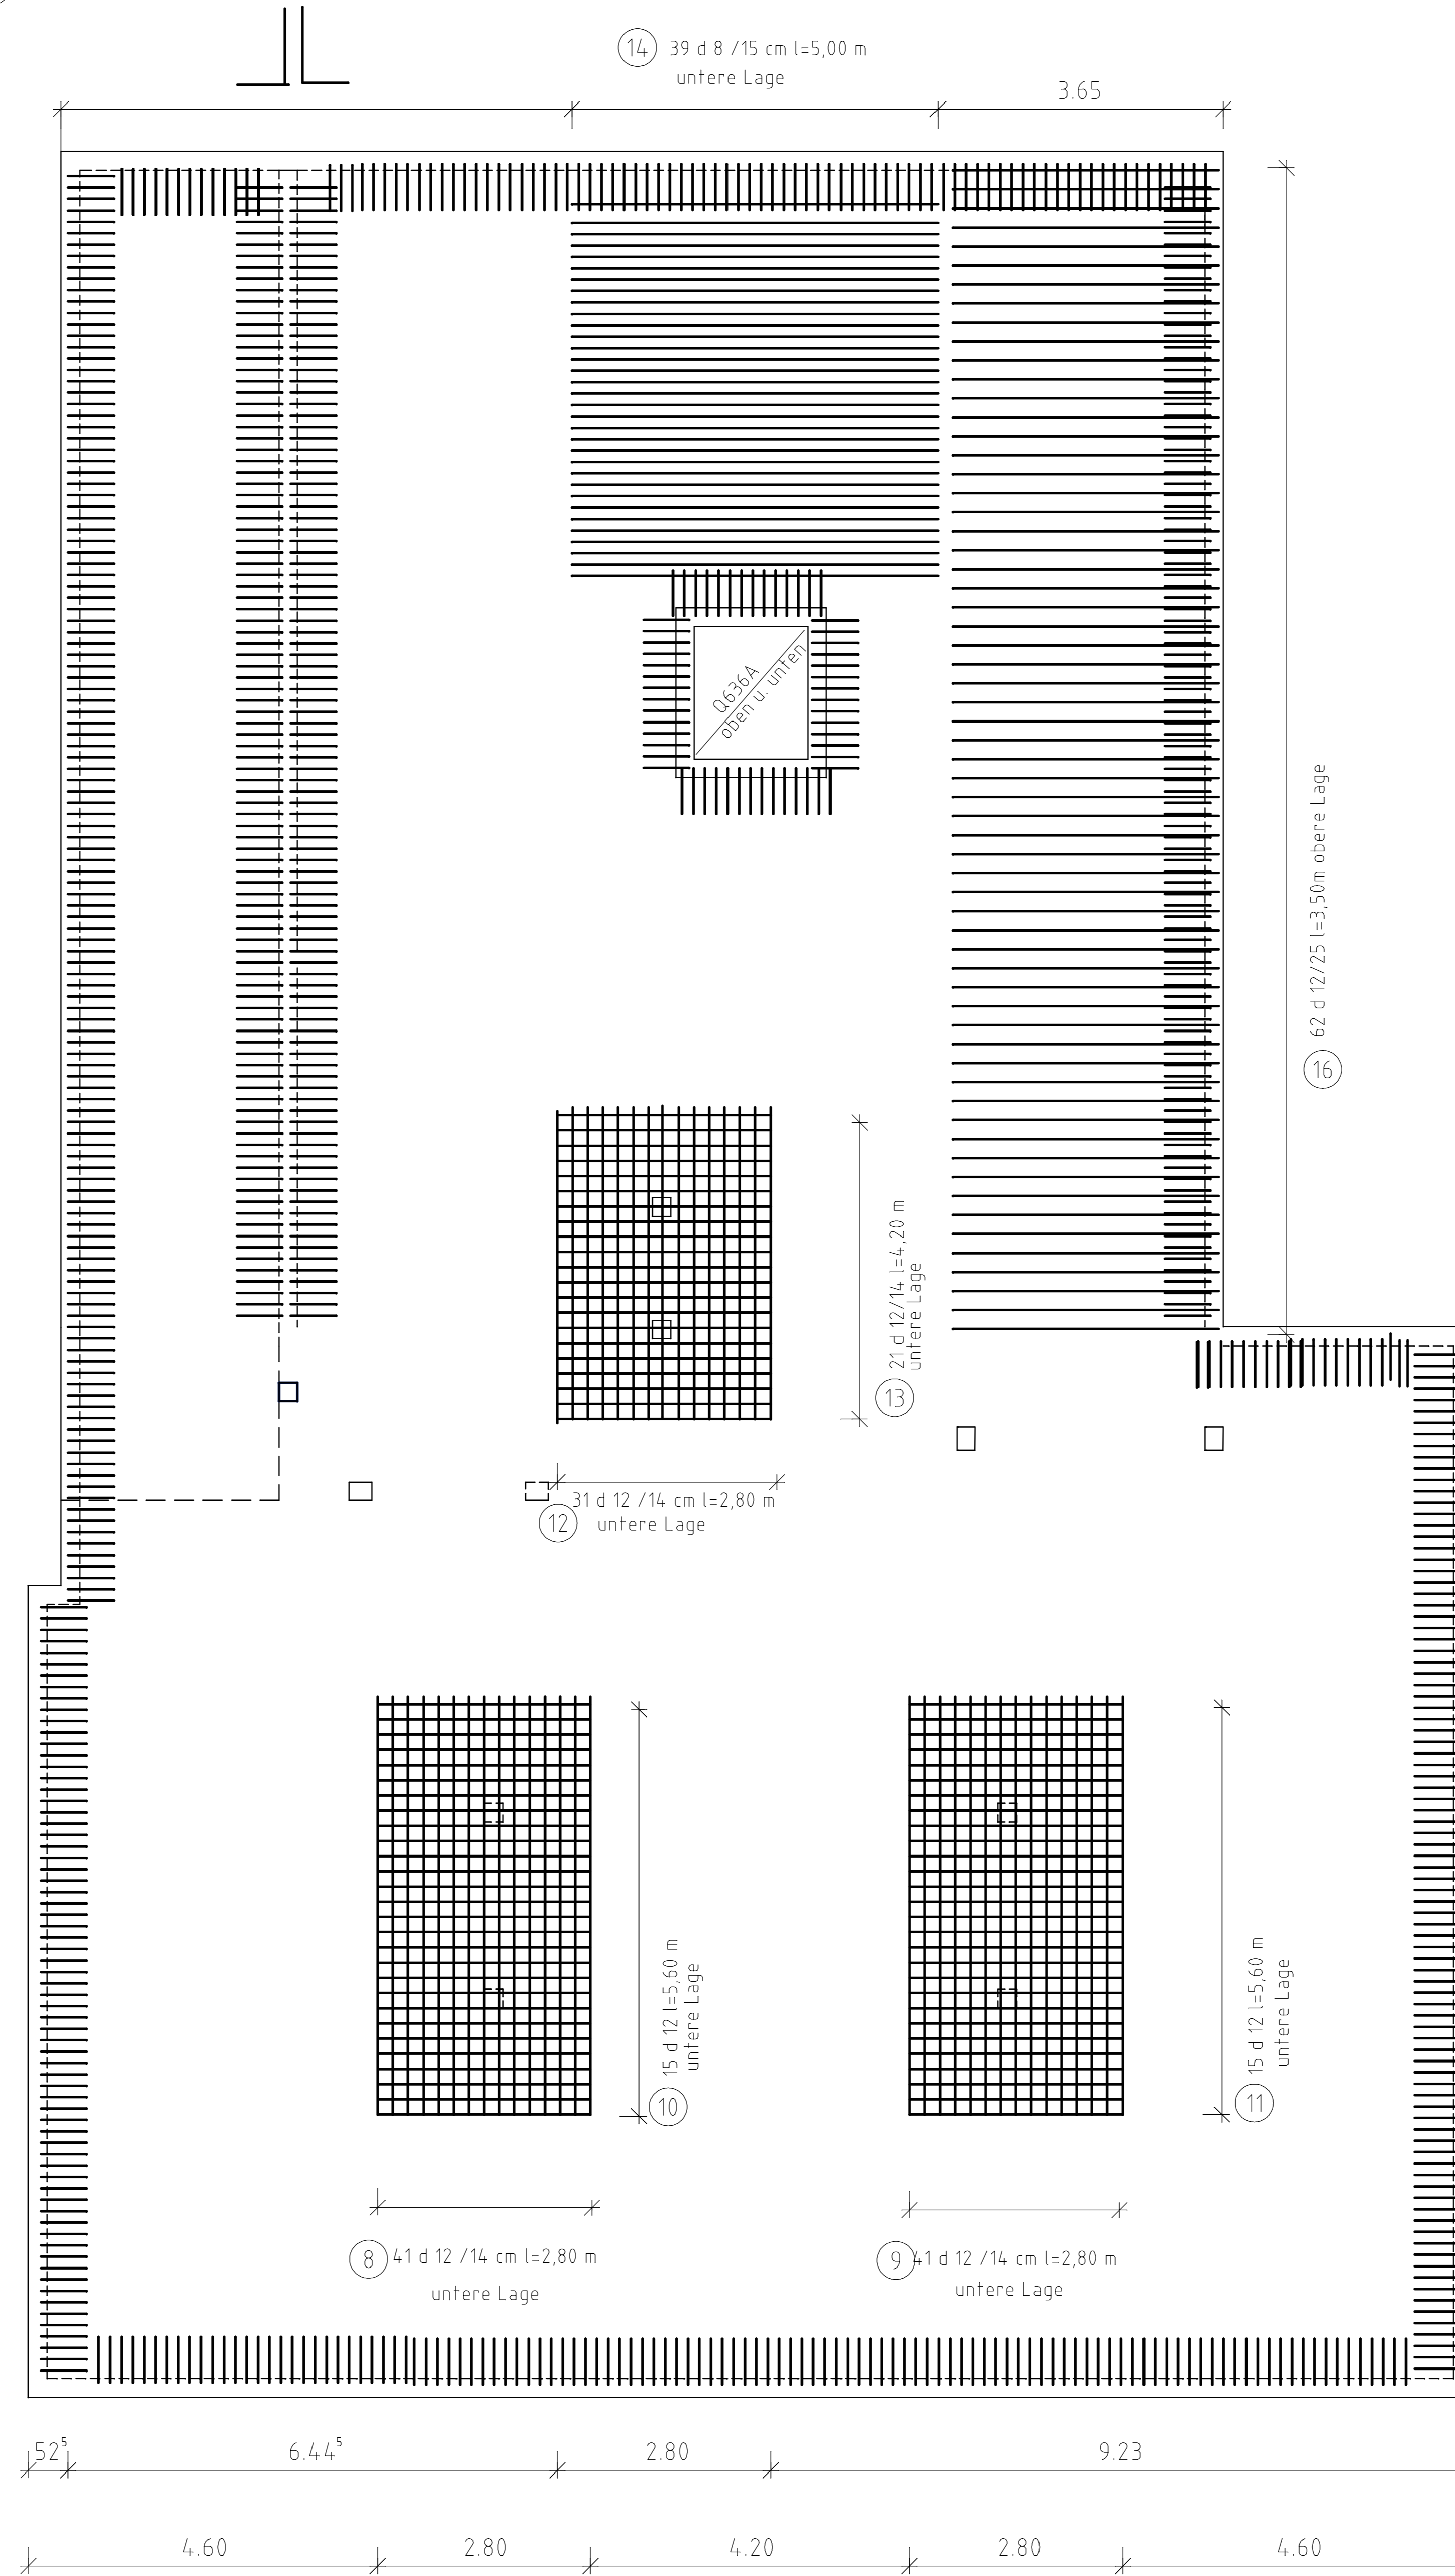 14 39 d 8 /15 cm l=5,00 m
untere Lage
3.65
Q636A
oben u. unten
16 62 d 12/25 l=3,50m obere Lage
13 21 d 12/14 l=4,20 m
untere Lage
12 31 d 12 /14 cm l=2,80 m
untere Lage
10 15 d 12 l=5,60 m
untere Lage
11 15 d 12 l=5,60 m
untere Lage
8 41 d 12 /14 cm l=2,80 m
untere Lage
9 41 d 12 /14 cm l=2,80 m
untere Lage
52⁵ 6.44⁵ 2.80 9.23
4.60 2.80 4.20 2.80 4.60